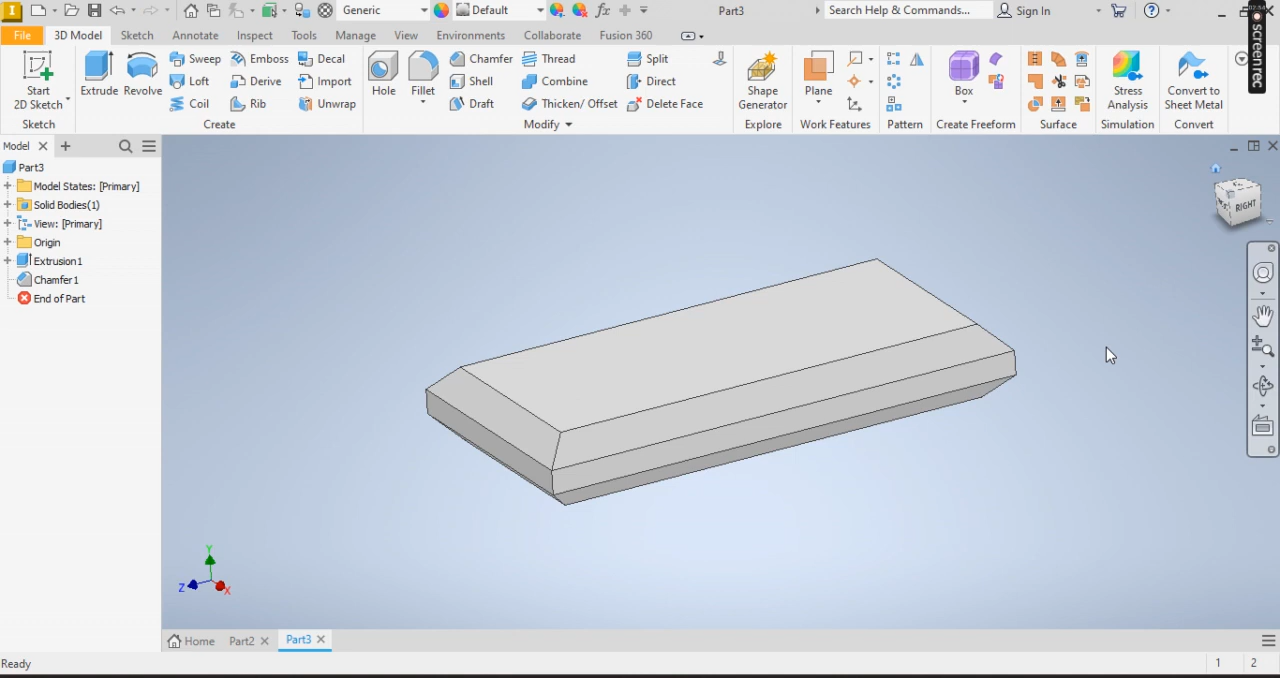 I Generic Default fx Part3 Search Help & Commands... Sign In ?
File 3D Model Sketch Annotate Inspect Tools Manage View Environments Collaborate Fusion 360
Start
2D Sketch
Extrude Revolve
Sweep Emboss Decal
Loft Derive Import
Coil Rib Unwrap
Hole Fillet
Chamfer Thread Split
Shell Combine Direct
Draft Thicken/ Offset Delete Face
Shape
Generator
Plane
Box
Stress
Analysis
Convert to
Sheet Metal
Sketch Create Modify Explore Work Features Pattern Create Freeform Surface Simulation Convert
screen rec
Model
Part3
Model States: [Primary]
Solid Bodies(1)
View: [Primary]
Origin
Extrusion1
Chamfer1
End of Part
RIGHT
Y
Z
X
Home Part2 Part3
Ready 1 2